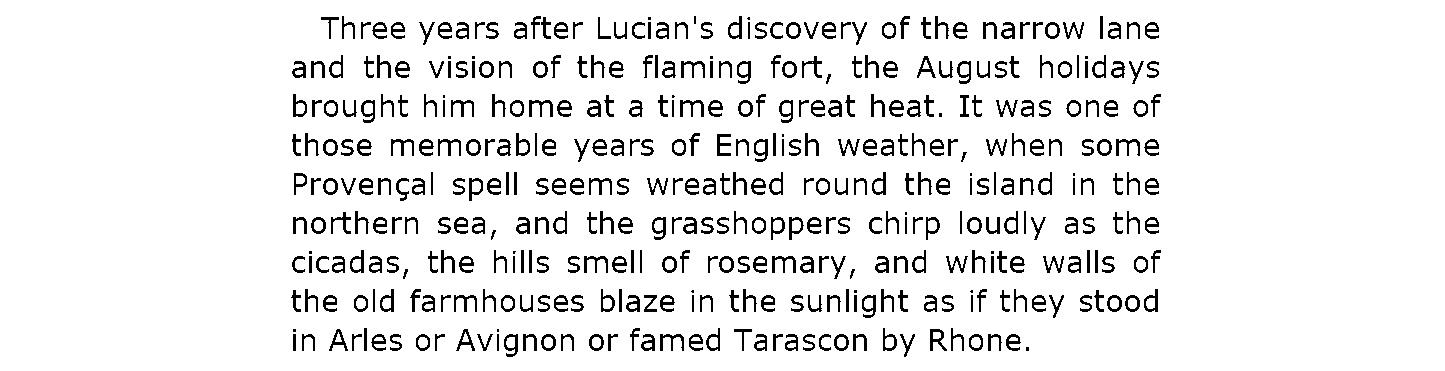 Three years after Lucian's discovery of the narrow lane
and the vision of the flaming fort, the August holidays
brought him home at a time of great heat. It was one of
those memorable years of English weather, when some
Provençal spell seems wreathed round the island in the
northern sea, and the grasshoppers chirp loudly as the
cicadas, the hills smell of rosemary, and white walls of
the old farmhouses blaze in the sunlight as if they stood
in Arles or Avignon or famed Tarascon by Rhone.